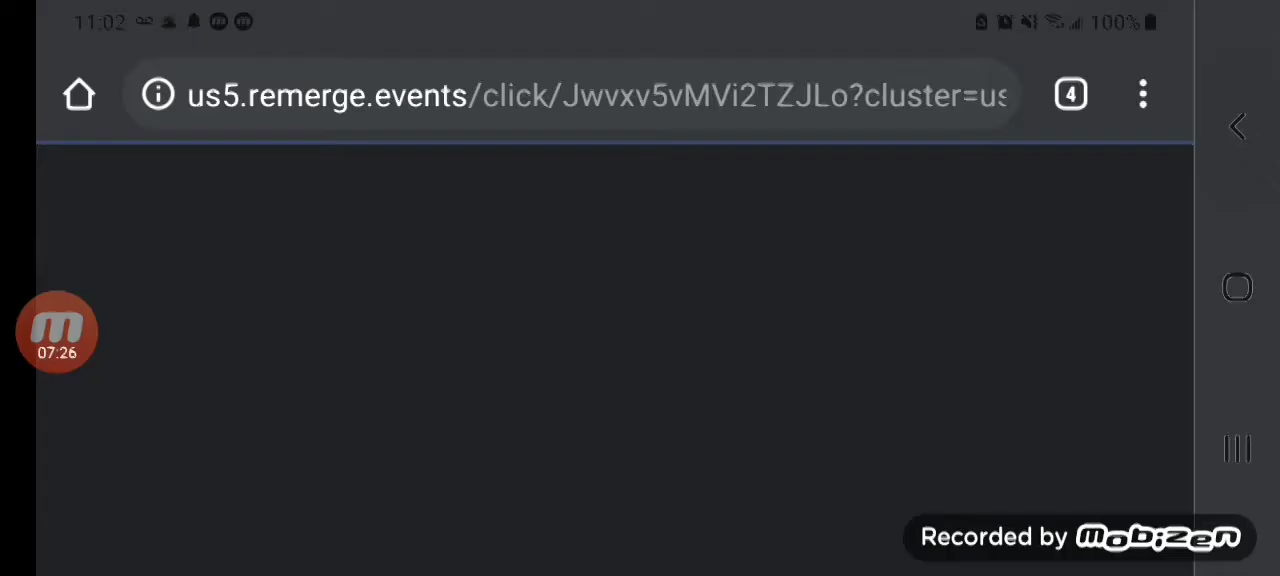 11:02
100%
us5.remerge.events/click/Jwvxv5vMVi2TZJLo?cluster=us
4
m
07:26
Recorded by mobizen